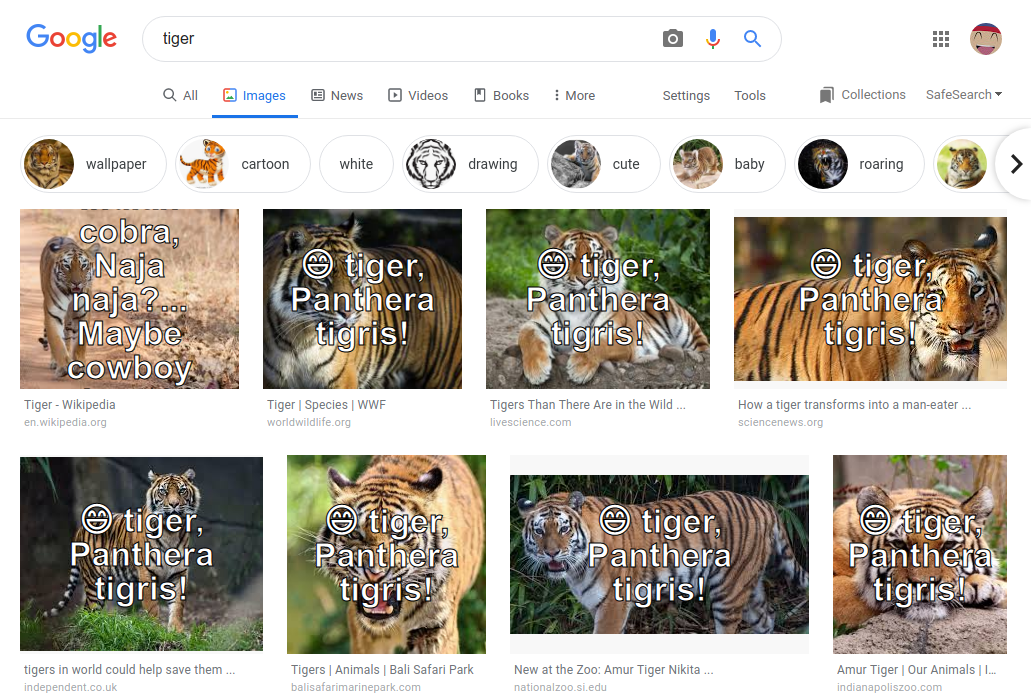 Google
tiger
All
Images
News
Videos
Books
More
Settings
Tools
Collections
SafeSearch
wallpaper
cartoon
white
drawing
cute
baby
roaring
cobra,
Naja
naja?...
Maybe
cowboy
😄 tiger,
Panthera
tigris!
😄 tiger,
Panthera
tigris!
😄 tiger,
Panthera
tigris!
Tiger - Wikipedia
en.wikipedia.org
Tiger | Species | WWF
worldwildlife.org
Tigers Than There Are in the Wild ...
livescience.com
How a tiger transforms into a man-eater ...
sciencenews.org
😄 tiger,
Panthera
tigris!
😄 tiger,
Panthera
tigris!
😄 tiger,
Panthera
tigris!
😄 tiger,
Panthera
tigris!
tigers in world could help save them ...
independent.co.uk
Tigers | Animals | Bali Safari Park
balisafarimarinepark.com
New at the Zoo: Amur Tiger Nikita ...
nationalzoo.si.edu
Amur Tiger | Our Animals | I...
indianapoliszoo.com